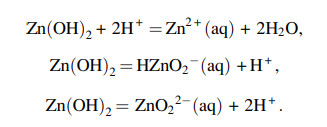 Zn(OH)₂ + 2H⁺ = Zn²⁺ (aq) + 2H₂O,
Zn(OH)₂ = HZnO₂⁻ (aq) + H⁺,
Zn(OH)₂ = ZnO₂²⁻ (aq) + 2H⁺.